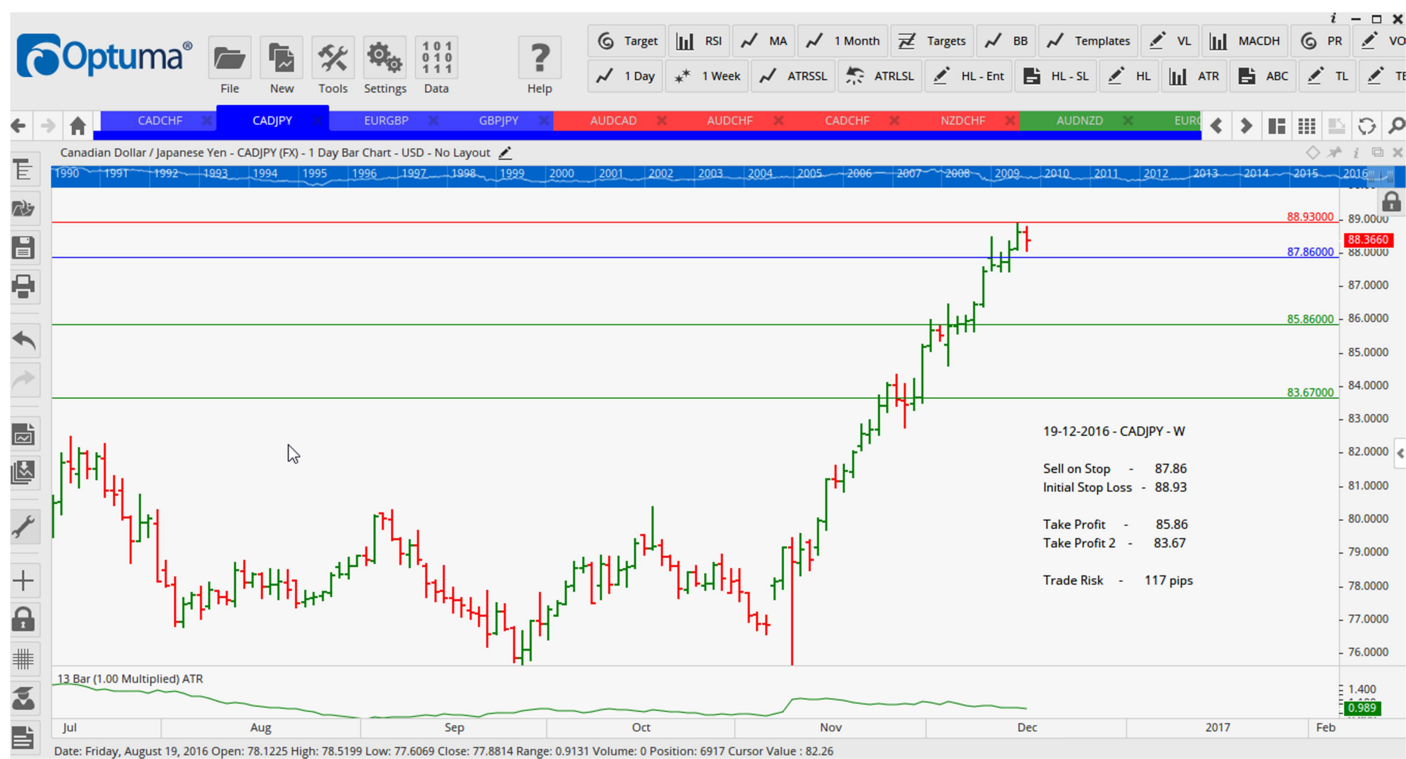 i
Optuma®
File
New
Tools
Settings
101
010
111
Data
?
Help
Target RSI MA 1 Month Targets BB Templates VL MACDH PR VO
1 Day 1 Week ATRSSL ATRLSL HL - Ent HL - SL HL ATR ABC TL
CADCHF CADJPY EURGBP GBPJPY AUDCAD AUDCHF CADCHF NZDCHF AUDNZD
Canadian Dollar / Japanese Yen - CADJPY (FX) - 1 Day Bar Chart - USD - No Layout
1990 1991 1992 1993 1994 1995 1996 1997 1998 1999 2000 2001 2002 2003 2004 2005 2006 2007 2008 2009 2010 2011 2012 2013 2014 2015 2016
88.93000
89.0000
88.3660
87.86000
88.0000
87.0000
85.86000
86.0000
85.0000
84.0000
83.67000
83.0000
82.0000
81.0000
80.0000
79.0000
78.0000
77.0000
76.0000
19-12-2016 - CADJPY - W
Sell on Stop - 87.86
Initial Stop Loss - 88.93
Take Profit - 85.86
Take Profit 2 - 83.67
Trade Risk - 117 pips
13 Bar (1.00 Multiplied) ATR
1.400
0.989
Jul Aug Sep Oct Nov Dec 2017 Feb
Date: Friday, August 19, 2016 Open: 78.1225 High: 78.5199 Low: 77.6069 Close: 77.8814 Range: 0.9131 Volume: 0 Position: 6917 Cursor Value : 82.26